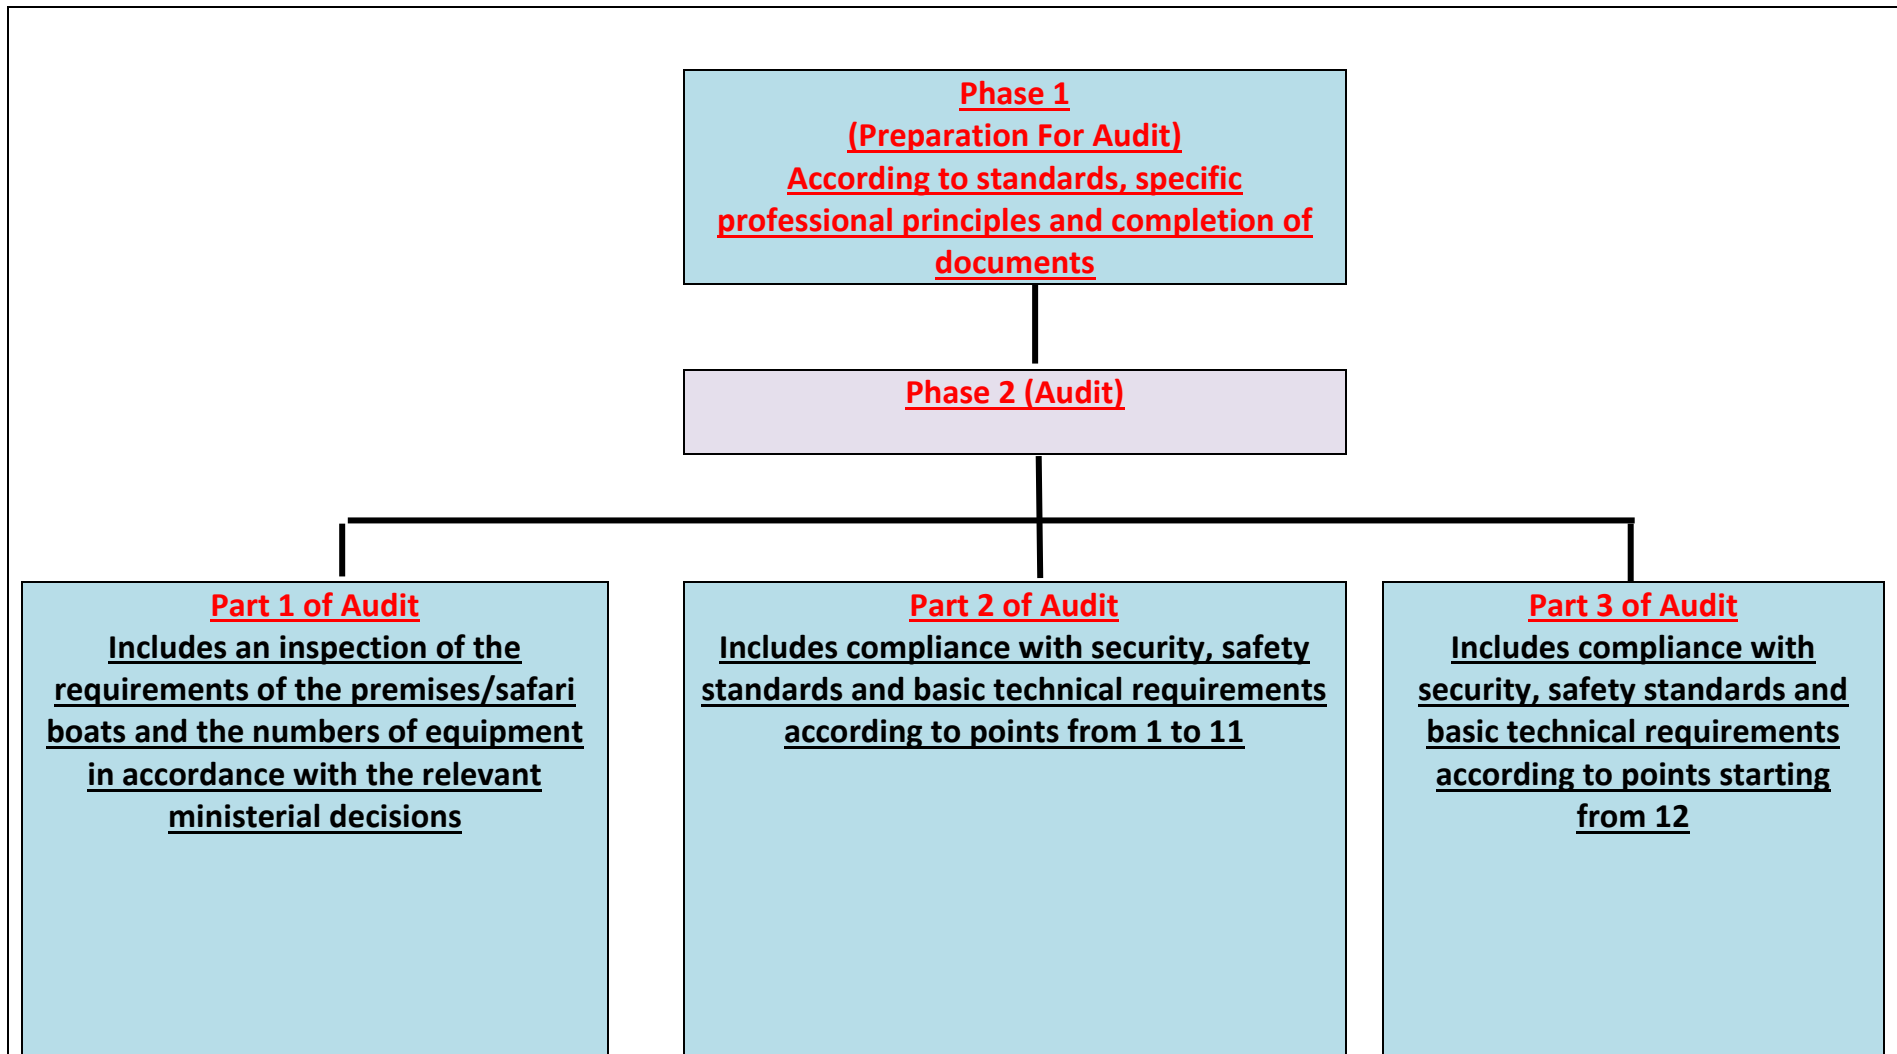 Phase 1
(Preparation For Audit)
According to standards, specific
professional principles and completion of
documents
Phase 2 (Audit)
Part 1 of Audit
Includes an inspection of the
requirements of the premises/safari
boats and the numbers of equipment
in accordance with the relevant
ministerial decisions
Part 2 of Audit
Includes compliance with security, safety
standards and basic technical requirements
according to points from 1 to 11
Part 3 of Audit
Includes compliance with
security, safety standards and
basic technical requirements
according to points starting
from 12